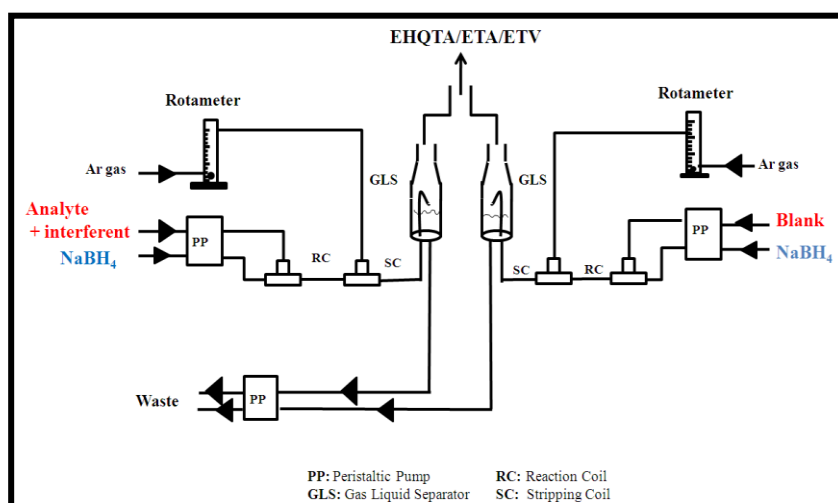 EHQTA/ETA/ETV
Rotameter
Rotameter
Ar gas
GLS
GLS
Ar gas
Analyte
+ interferent
NaBH4
PP
RC
SC
SC
RC
PP
Blank
NaBH4
Waste
PP
PP: Peristaltic Pump
RC: Reaction Coil
GLS: Gas Liquid Separator
SC: Stripping Coil